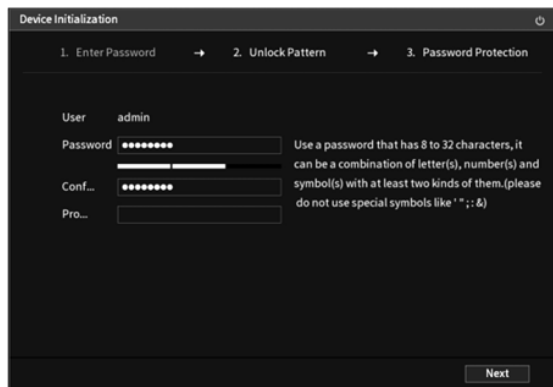 Device Initialization
1. Enter Password → 2. Unlock Pattern → 3. Password Protection
User admin
Password ●●●●●●●●
Conf... ●●●●●●●●
Pro...
Use a password that has 8 to 32 characters, it
can be a combination of letter(s), number(s) and
symbol(s) with at least two kinds of them.(please
do not use special symbols like ' " ; : &)
Next